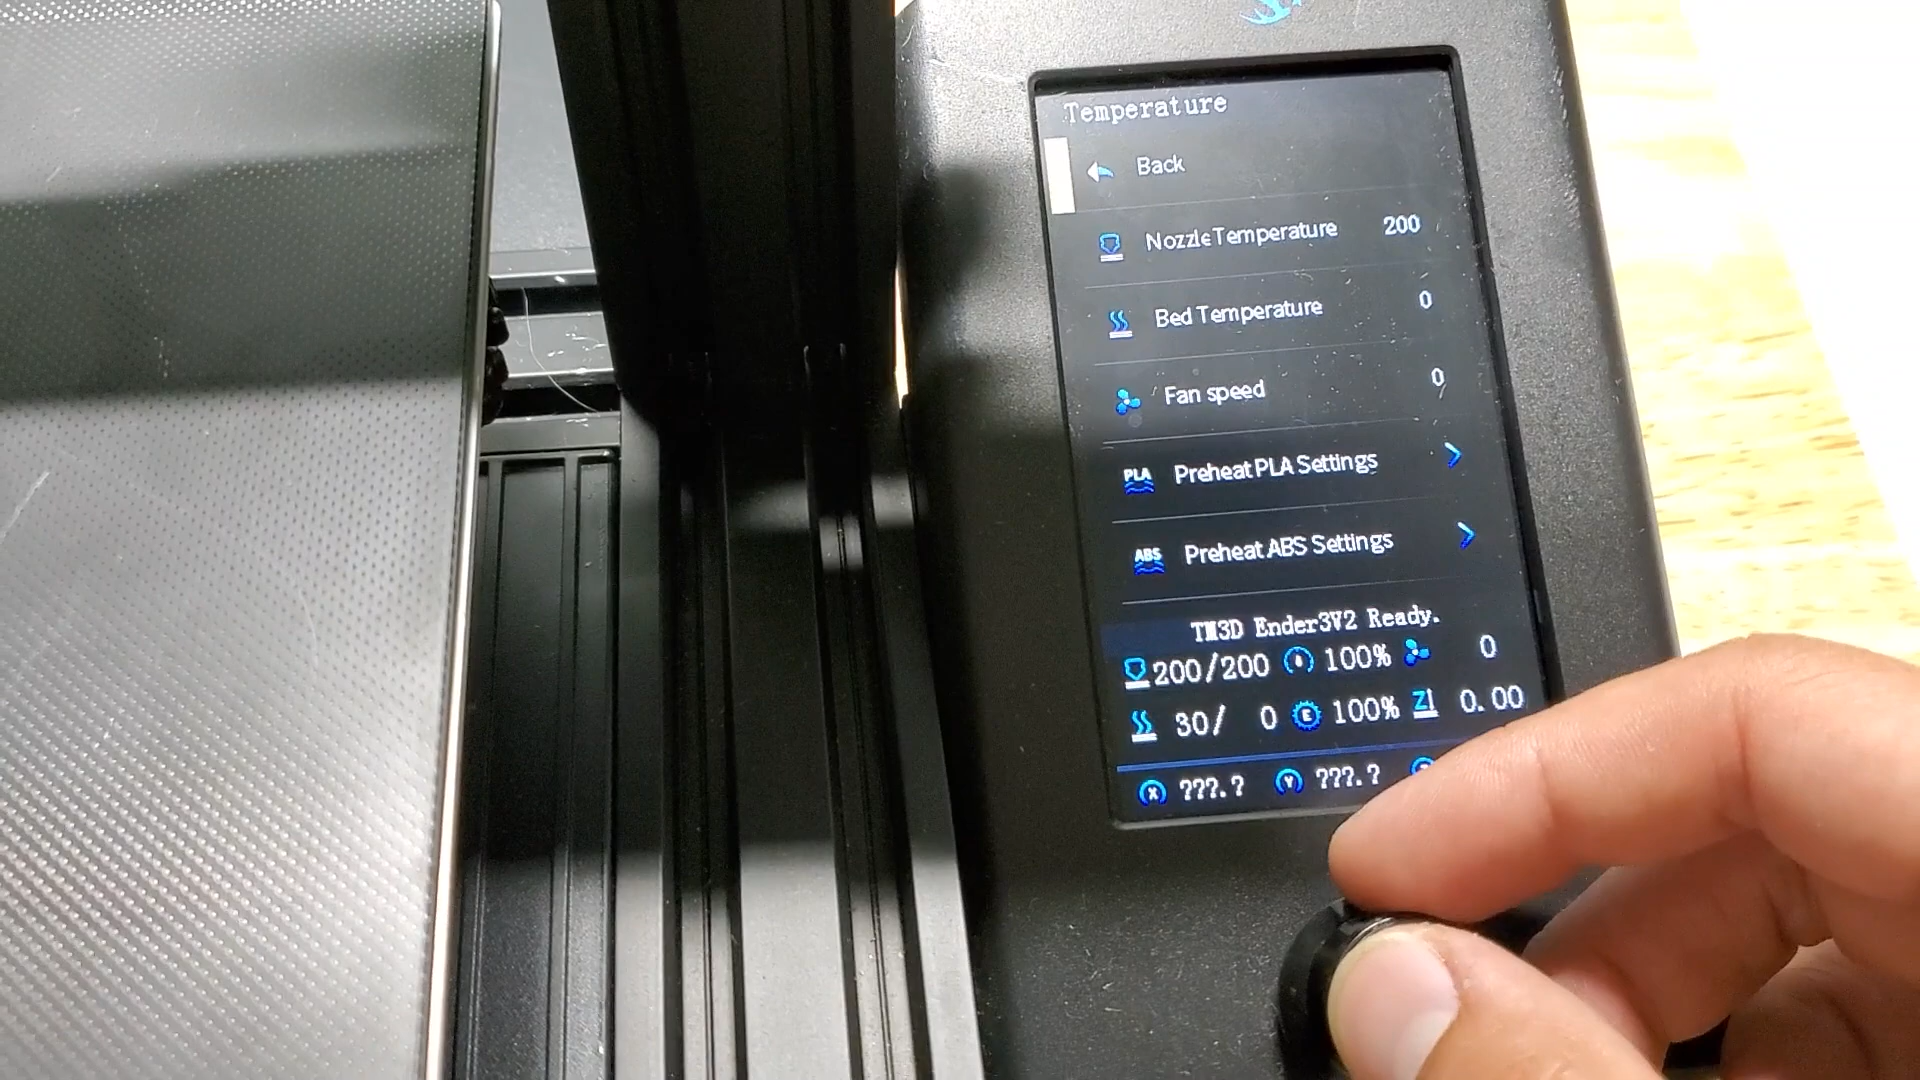 Temperature
Back
Nozzle Temperature 200
Bed Temperature 0
Fan speed 0
PLA Preheat PLA Settings
ABS Preheat ABS Settings
TM3D Ender3V2 Ready.
200/200 100% 0
30/ 0 E 100% Z 0.00
X ???.? Y ???.?